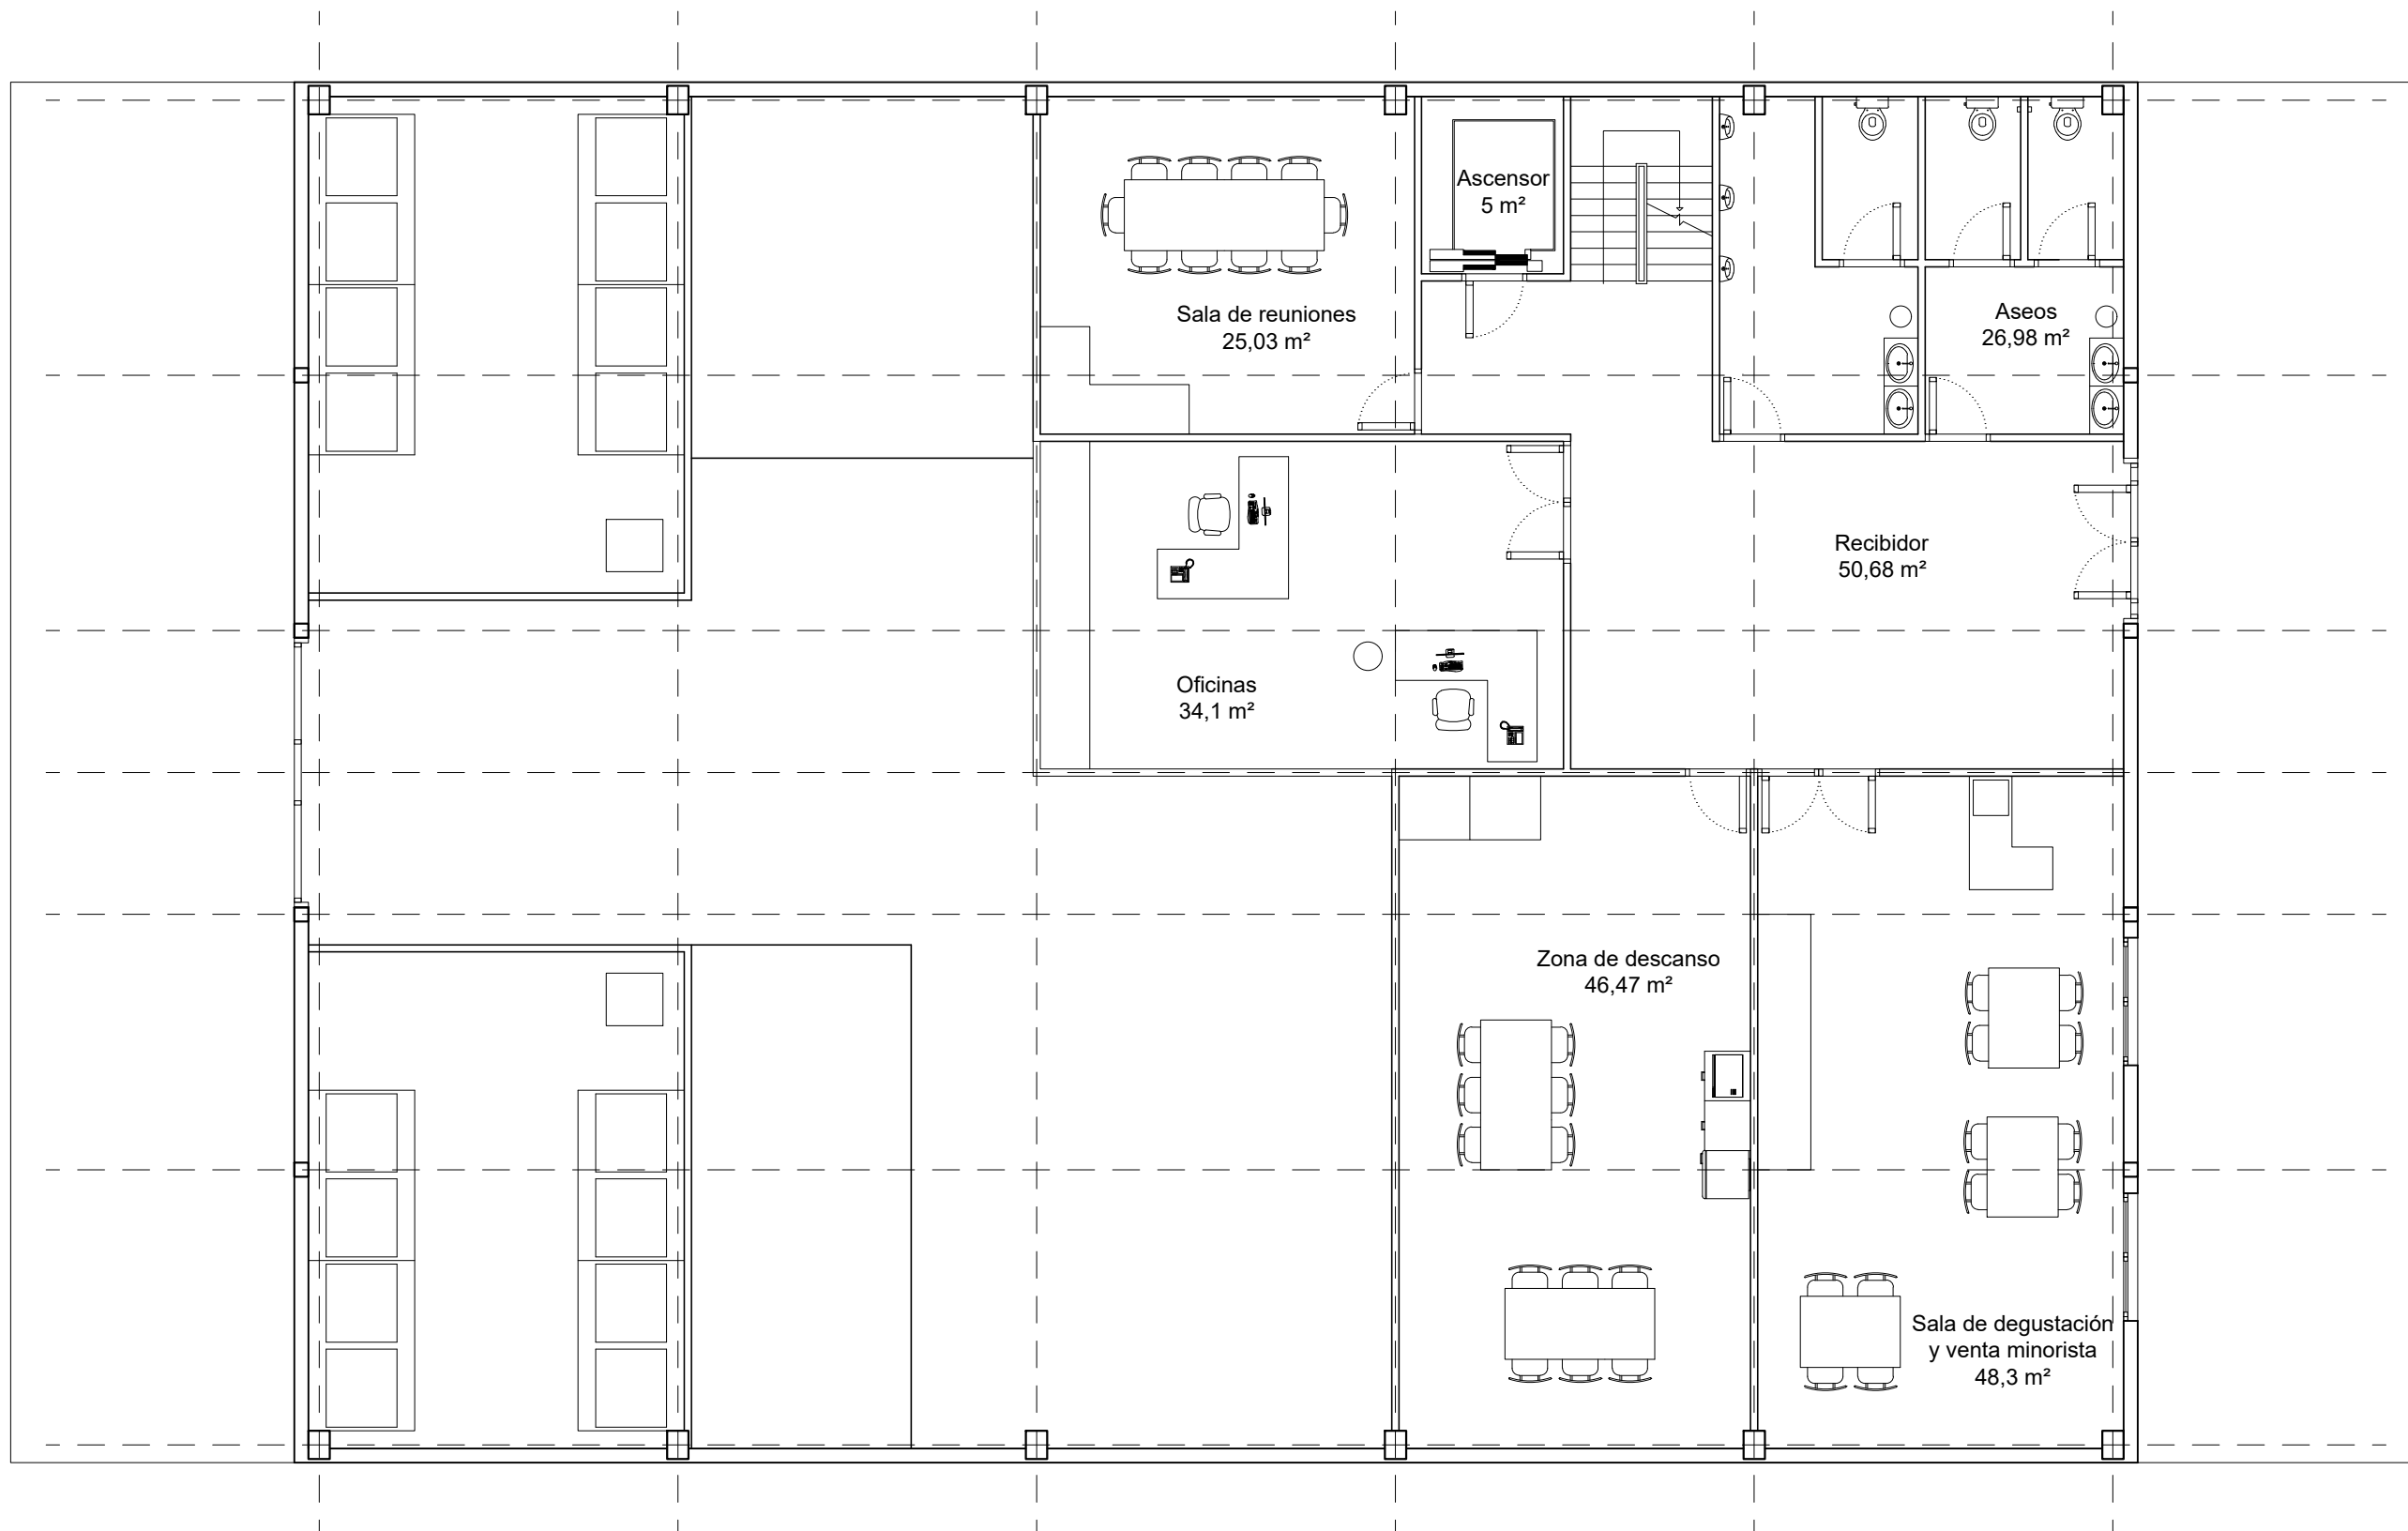 Ascensor
5 m²
Sala de reuniones
25,03 m²
Aseos
26,98 m²
Recibidor
50,68 m²
Oficinas
34,1 m²
Zona de descanso
46,47 m²
Sala de degustación
y venta minorista
48,3 m²